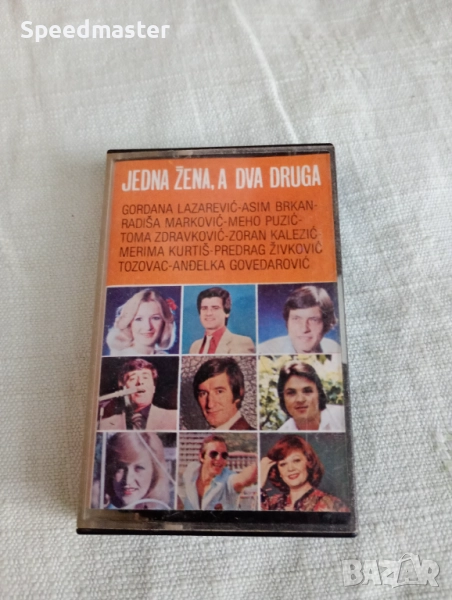 Speedmaster
JEDNA ŽENA, A DVA DRUGA
GORDANA LAZAREVIĆ-ASIM BRKAN-
RADIŠA MARKOVIĆ-MEHO PUZIĆ-
TOMA ZDRAVKOVIĆ-ZORAN KALEZIĆ-
MERIMA KURTIŠ-PREDRAG ŽIVKOVIĆ
TOZOVAC-ANĐELKA GOVEDAROVIĆ
BAZAR